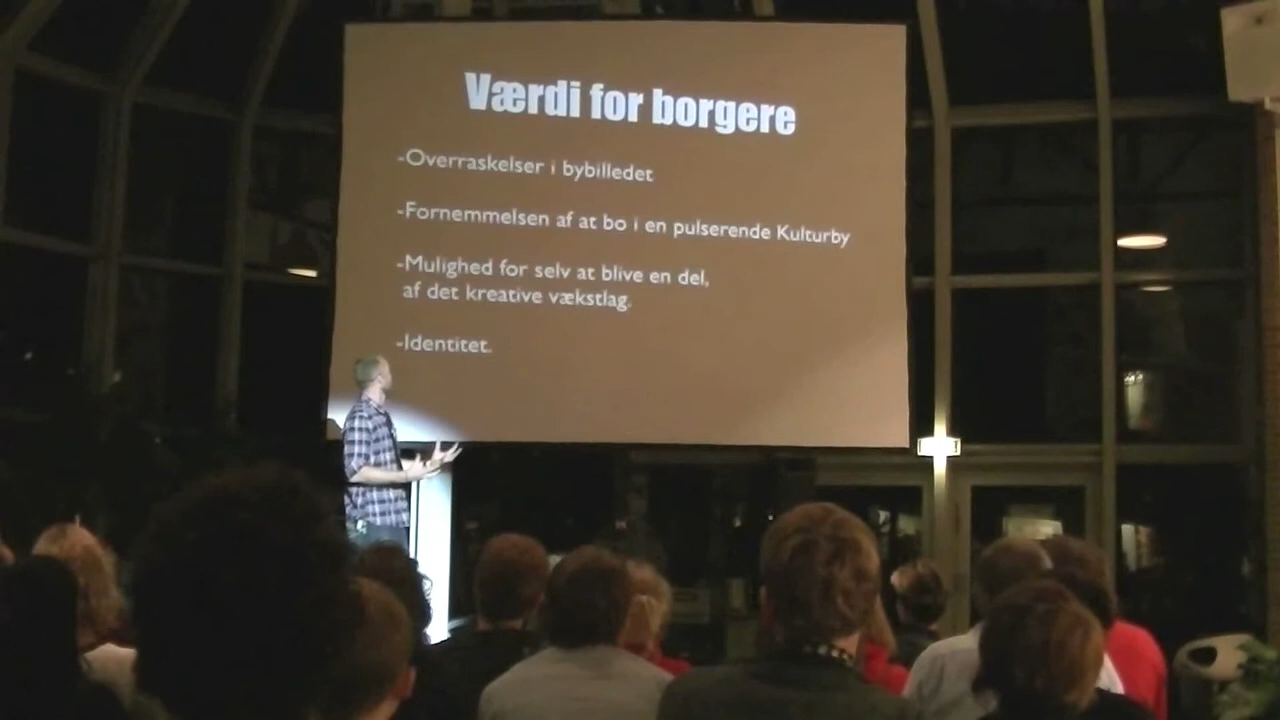 Værdi for borgere
-Overraskelser i bybilledet
-Fornemmelsen af at bo i en pulserende Kulturby
-Mulighed for selv at blive en del,
af det kreative vækstlag.
-Identitet.